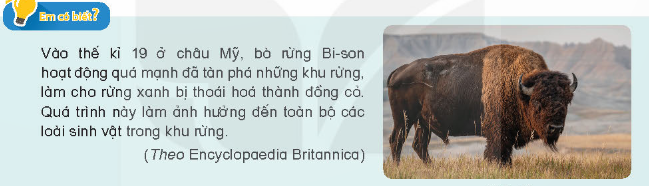 Em có biết?
Vào thế kỉ 19 ở châu Mỹ, bò rừng Bi-son
hoạt động quá mạnh đã tàn phá những khu rừng,
làm cho rừng xanh bị thoái hoá thành đồng cỏ.
Quá trình này làm ảnh hưởng đến toàn bộ các
loài sinh vật trong khu rừng.
(Theo Encyclopaedia Britannica)